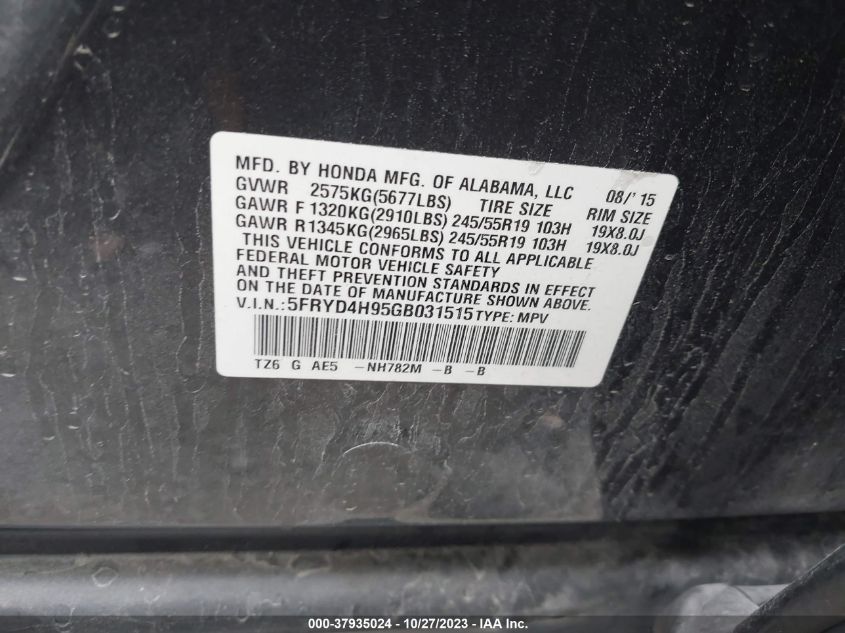 MFD. BY HONDA MFG. OF ALABAMA, LLC 08/'15
GVWR 2575KG(5677LBS) TIRE SIZE RIM SIZE
GAWR F 1320KG(2910LBS) 245/55R19 103H 19X8.0J
GAWR R 1345KG(2965LBS) 245/55R19 103H 19X8.0J
THIS VEHICLE CONFORMS TO ALL APPLICABLE
FEDERAL MOTOR VEHICLE SAFETY
AND THEFT PREVENTION STANDARDS IN EFFECT
ON THE DATE OF MANUFACTURE SHOWN ABOVE.
V.I.N.:5FRYD4H95GB031515 TYPE: MPV
TZ6 G AE5 -NH782M -B -B
000-37935024 - 10/27/2023 - IAA Inc.